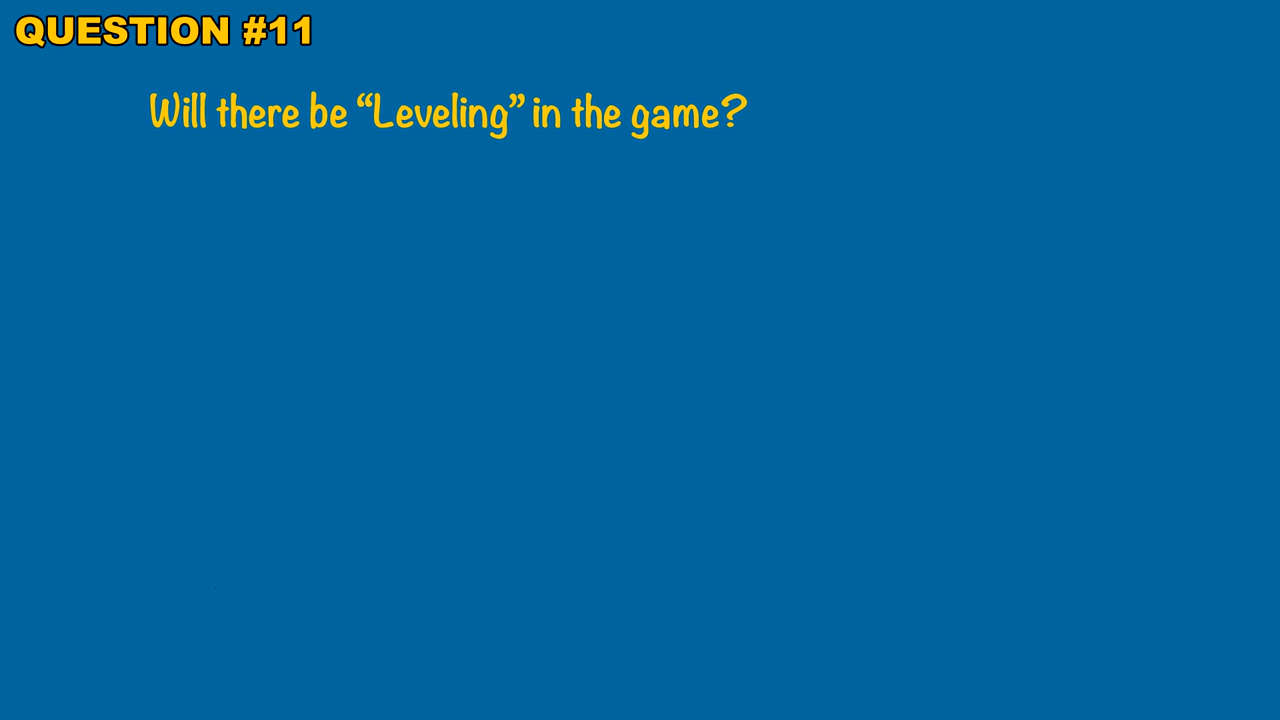 QUESTION #11
Will there be “Leveling” in the game?